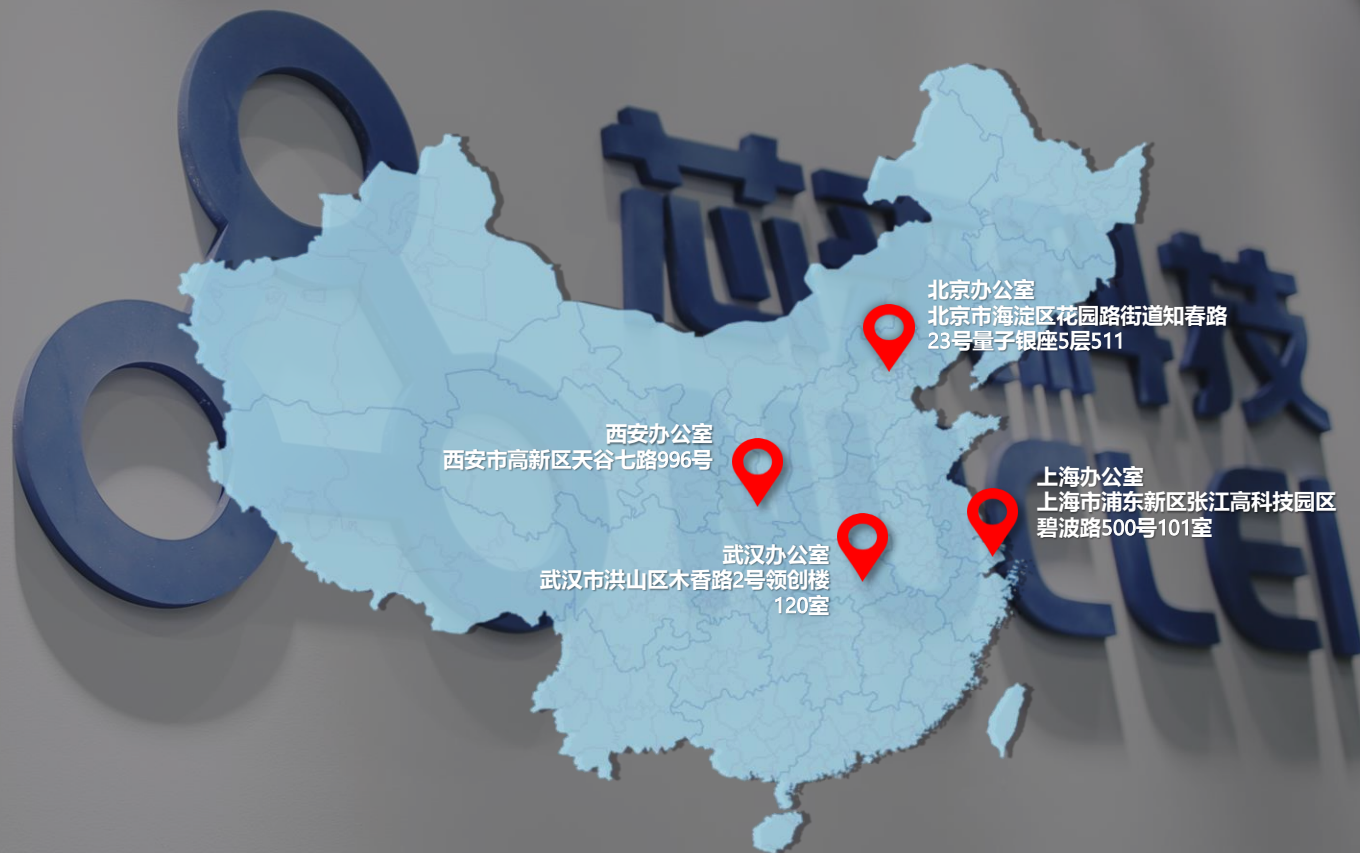 北京办公室
北京市海淀区花园路街道知春路
23号量子银座5层511
西安办公室
西安市高新区天谷七路996号
上海办公室
上海市浦东新区张江高科技园区
碧波路500号101室
武汉办公室
武汉市洪山区木香路2号领创楼
120室